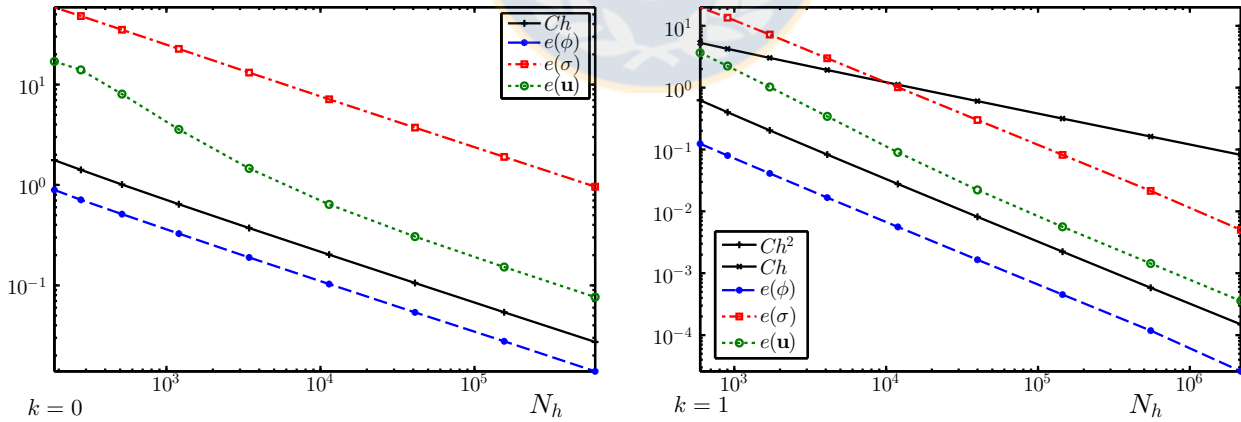 10^1
10^0
10^{-1}
Ch
e(ϕ)
e(σ)
e(u)
10^3
10^4
10^5
k = 0
N_h
10^1
10^0
10^{-1}
10^{-2}
10^{-3}
10^{-4}
Ch^2
Ch
e(ϕ)
e(σ)
e(u)
10^3
10^4
10^5
10^6
k = 1
N_h